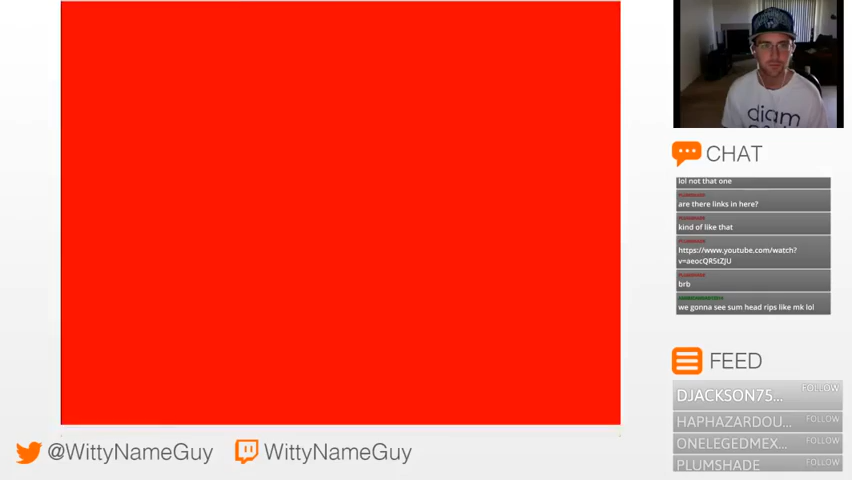 diam
CHAT
lol not that one
are there links in here?
PLUMSHADE
kind of like that
https://www.youtube.com/watch?
v=aeocQR5tZJU
brb
we gonna see sum head rips like mk lol
FEED
DJACKSON75... FOLLOW
HAPHAZARDOU... FOLLOW
ONELEGEDMEX... FOLLOW
PLUMSHADE FOLLOW
@WittyNameGuy WittyNameGuy